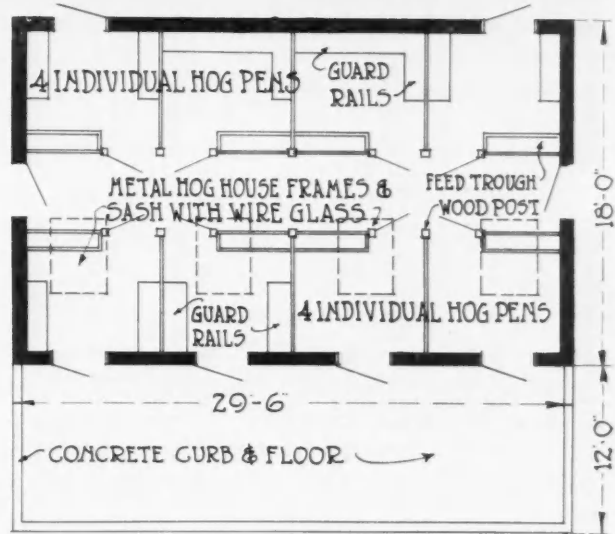 4 INDIVIDUAL HOG PENS
GUARD
RAILS
METAL HOG HOUSE FRAMES &
SASH WITH WIRE GLASS
FEED TROUGH
WOOD POST
18'-0"
GUARD
RAILS
4 INDIVIDUAL HOG PENS
29-6
CONCRETE CURB & FLOOR
12'-0"